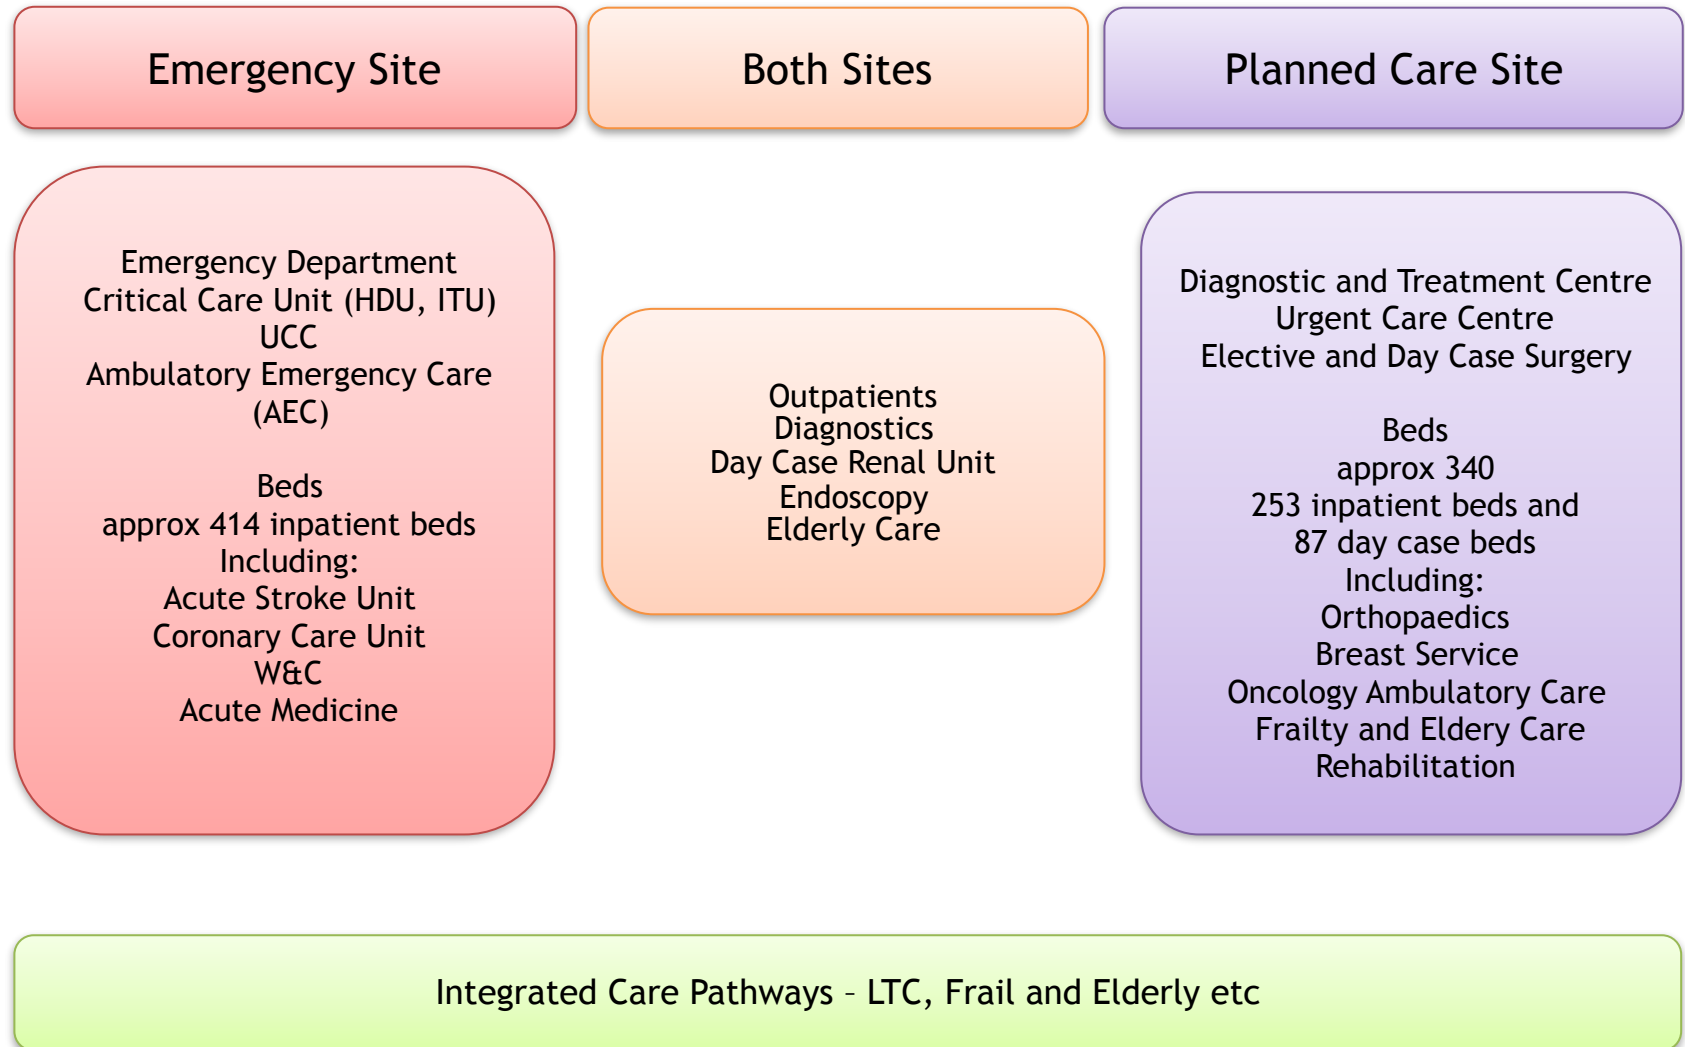 Emergency Site
Both Sites
Planned Care Site
Emergency Department
Critical Care Unit (HDU, ITU)
UCC
Ambulatory Emergency Care
(AEC)
Beds
approx 414 inpatient beds
Including:
Acute Stroke Unit
Coronary Care Unit
W&C
Acute Medicine
Outpatients
Diagnostics
Day Case Renal Unit
Endoscopy
Elderly Care
Diagnostic and Treatment Centre
Urgent Care Centre
Elective and Day Case Surgery
Beds
approx 340
253 inpatient beds and
87 day case beds
Including:
Orthopaedics
Breast Service
Oncology Ambulatory Care
Frailty and Eldery Care
Rehabilitation
Integrated Care Pathways – LTC, Frail and Elderly etc